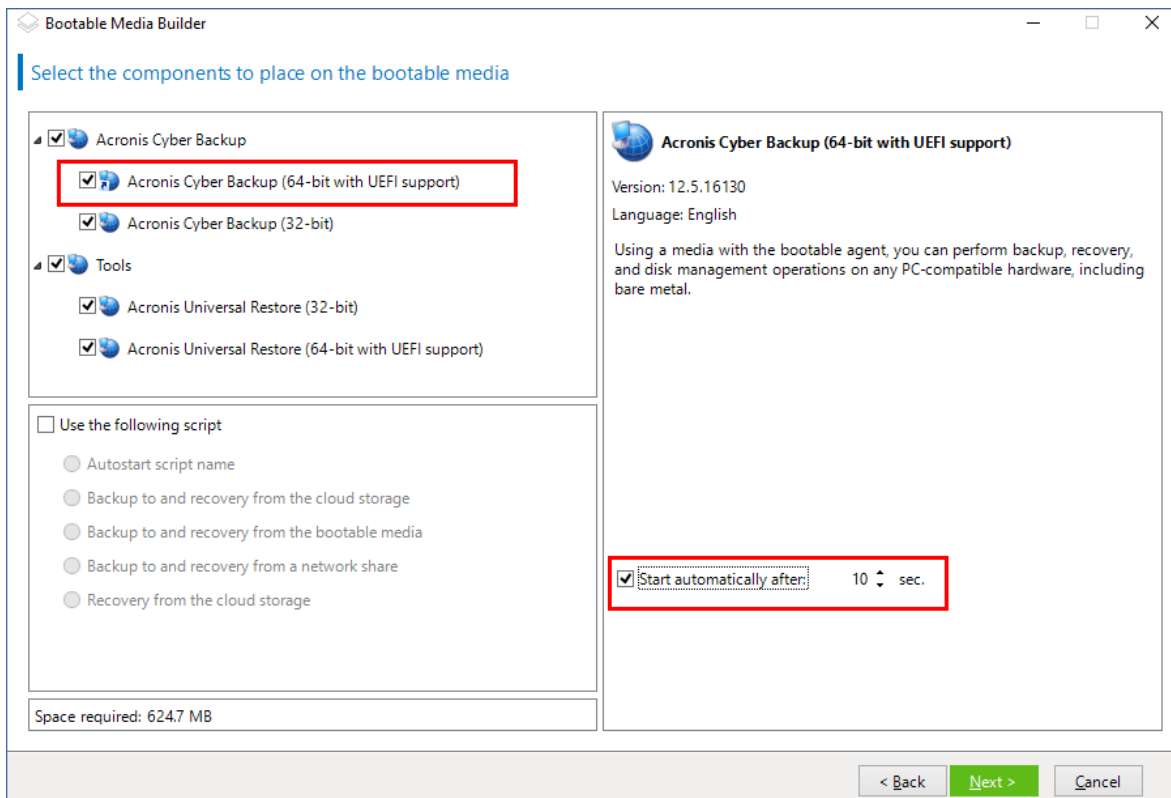 Bootable Media Builder
Select the components to place on the bootable media
Acronis Cyber Backup
Acronis Cyber Backup (64-bit with UEFI support)
Acronis Cyber Backup (32-bit)
Tools
Acronis Universal Restore (32-bit)
Acronis Universal Restore (64-bit with UEFI support)
Use the following script
Autostart script name
Backup to and recovery from the cloud storage
Backup to and recovery from the bootable media
Backup to and recovery from a network share
Recovery from the cloud storage
Space required: 624.7 MB
Acronis Cyber Backup (64-bit with UEFI support)
Version: 12.5.16130
Language: English
Using a media with the bootable agent, you can perform backup, recovery,
and disk management operations on any PC-compatible hardware, including
bare metal.
Start automatically after: 10 sec.
< Back Next > Cancel